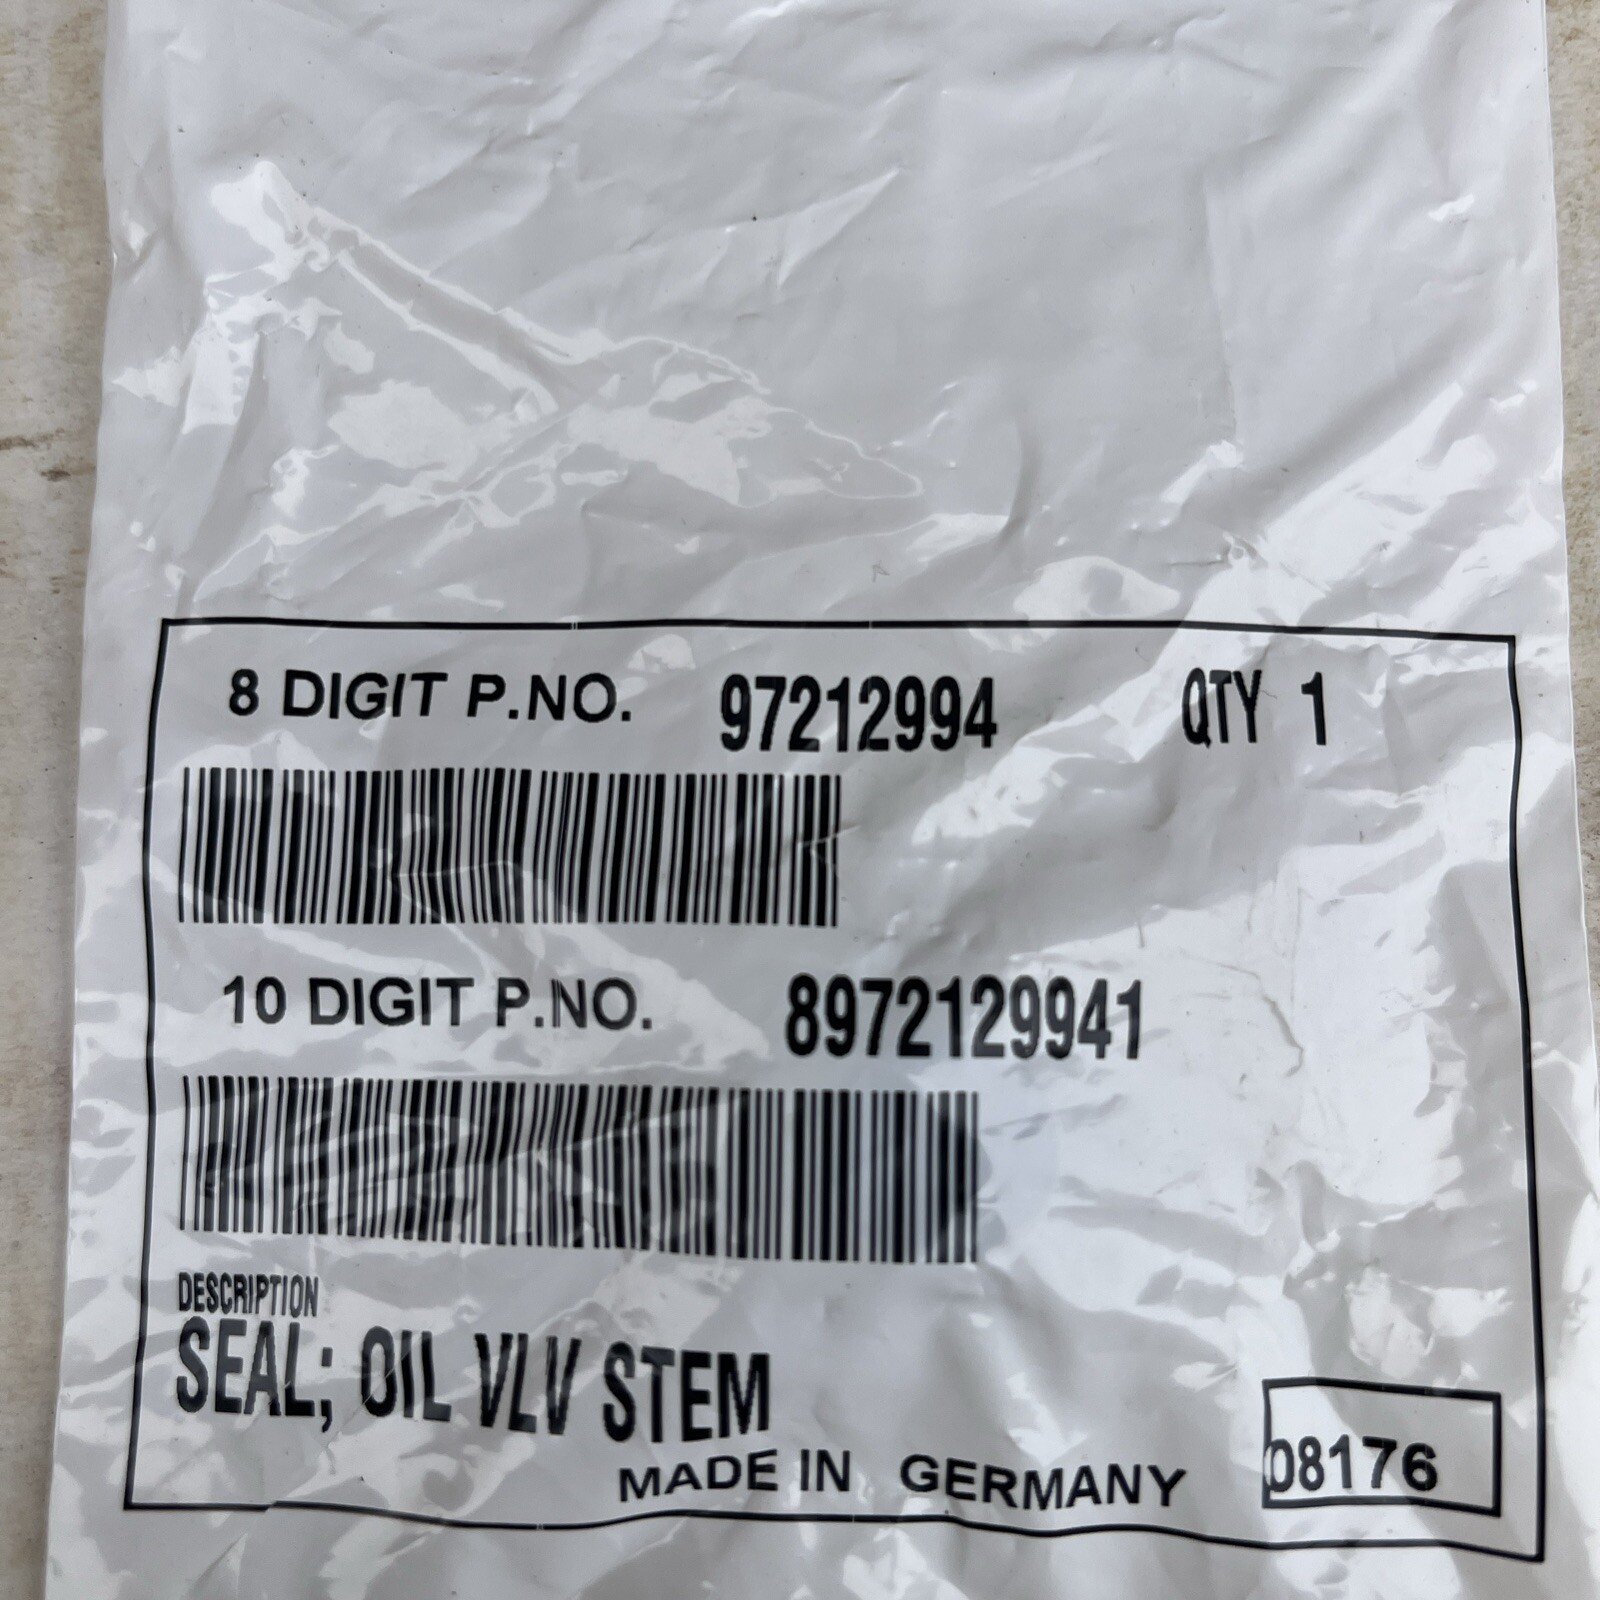 8 DIGIT P.NO. 97212994 QTY 1
10 DIGIT P.NO. 8972129941
DESCRIPTION
SEAL; OIL VLV STEM
MADE IN GERMANY
08176